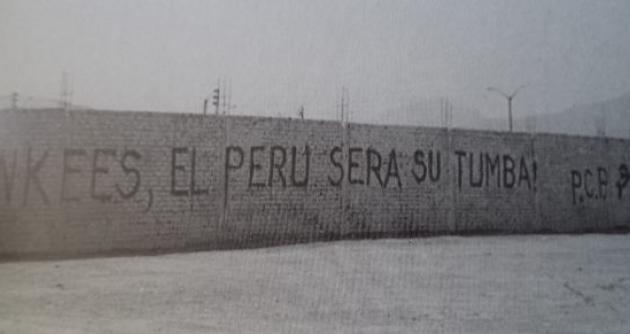 NKEES, EL PERU SERA SU TUMBA! P.C.P